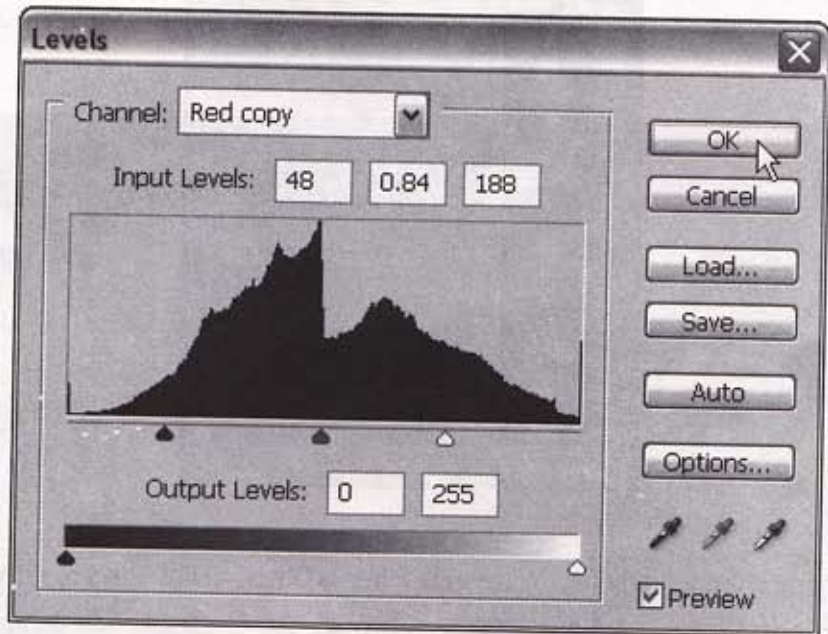 Levels
Channel: Red copy
Input Levels: 48 0.84 188
Output Levels: 0 255
OK
Cancel
Load...
Save...
Auto
Options...
Preview